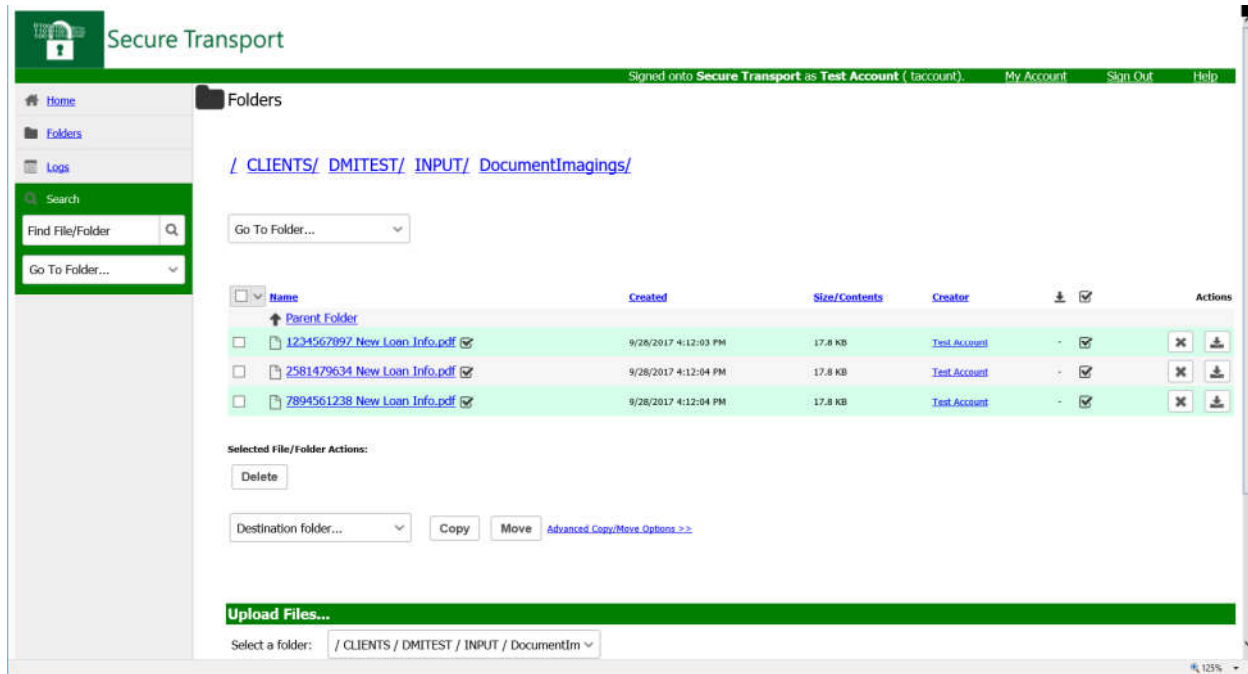 Secure Transport
Signed onto Secure Transport as Test Account ( taccount). My Account Sign Out Help
Home
Folders
Logs
Search
Find File/Folder
Go To Folder...
Folders
/ CLIENTS/ DMITEST/ INPUT/ DocumentImagings/
Go To Folder...
Name Created Size/Contents Creator Actions
Parent Folder
1234567897 New Loan Info.pdf 9/28/2017 4:12:03 PM 17.8 KB Test Account -
2581479634 New Loan Info.pdf 9/28/2017 4:12:04 PM 17.8 KB Test Account -
7894561238 New Loan Info.pdf 9/28/2017 4:12:04 PM 17.8 KB Test Account -
Selected File/Folder Actions:
Delete
Destination folder... Copy Move Advanced Copy/Move Options >>
Upload Files...
Select a folder: / CLIENTS / DMITEST / INPUT / DocumentIm
125%